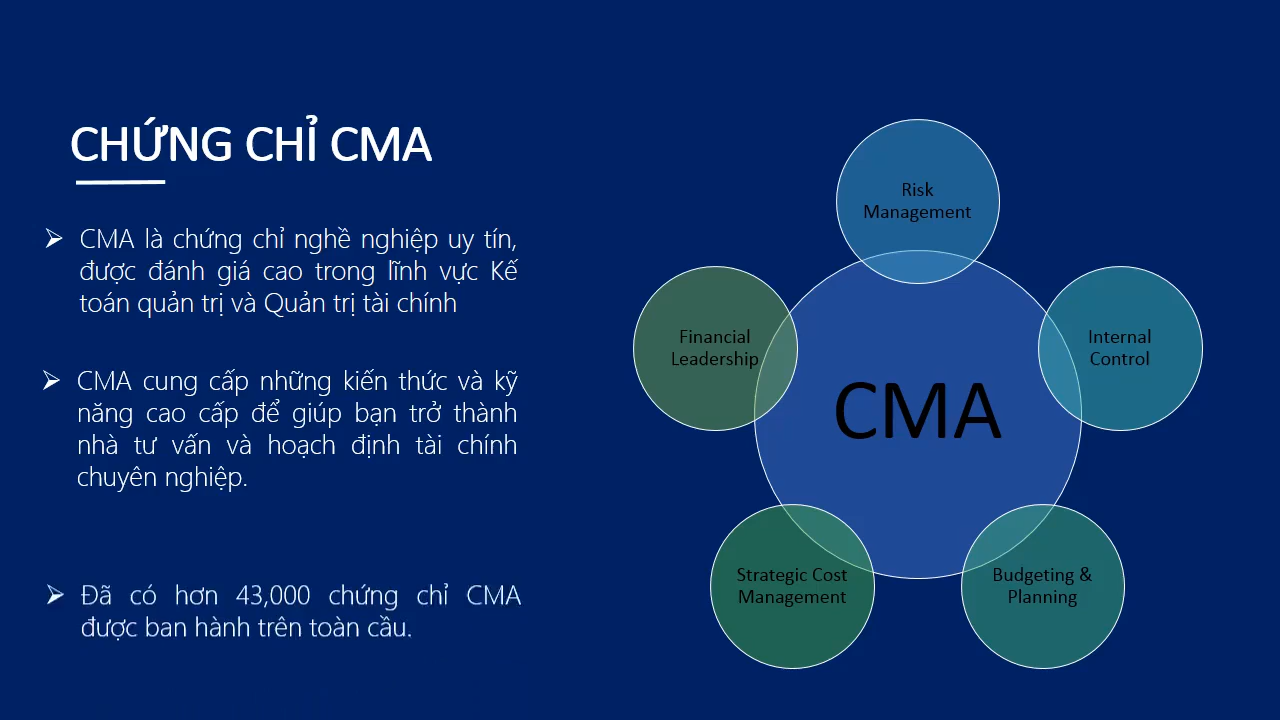 CHỨNG CHỈ CMA
➢ CMA là chứng chỉ nghề nghiệp uy tín,
được đánh giá cao trong lĩnh vực Kế
toán quản trị và Quản trị tài chính
➢ CMA cung cấp những kiến thức và kỹ
năng cao cấp để giúp bạn trở thành
nhà tư vấn và hoạch định tài chính
chuyên nghiệp.
➢ Đã có hơn 43,000 chứng chỉ CMA
được ban hành trên toàn cầu.
Risk
Management
Financial
Leadership
Internal
Control
CMA
Strategic Cost
Management
Budgeting &
Planning